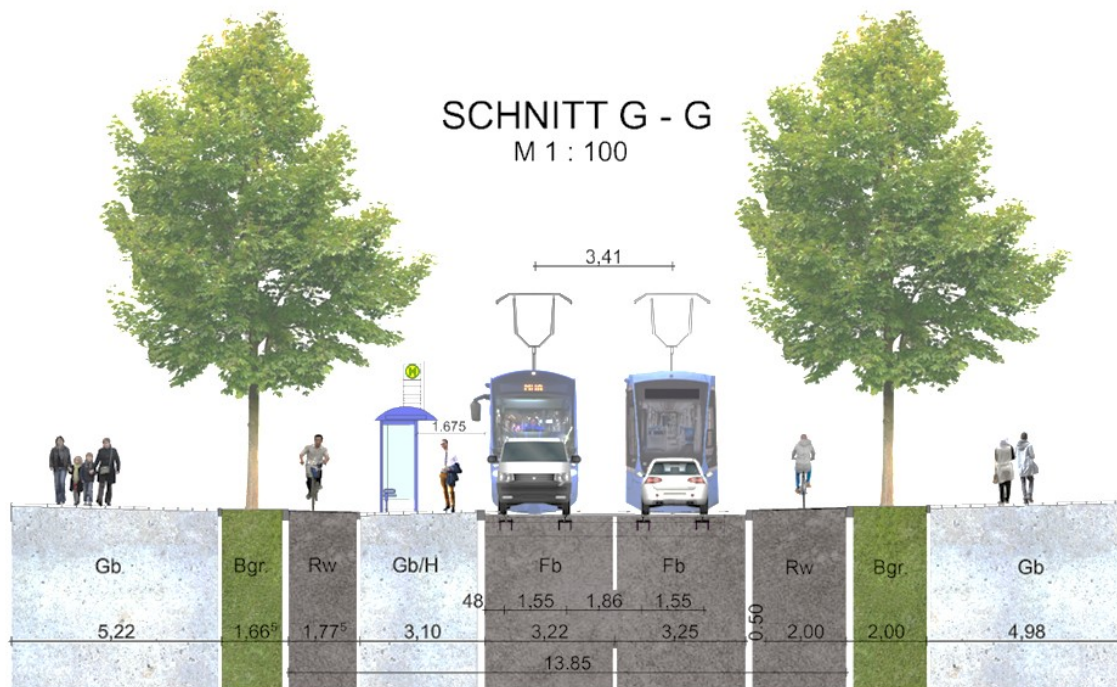 SCHNITT G - G
M 1 : 100
3,41
H
1.675
Gb. Bgr. Rw Gb/H Fb Fb Rw Bgr. Gb
48 1,55 1,86 1,55
5,22 1,66⁵ 1,77⁵ 3,10 3,22 3,25 0.50 2,00 2,00 4,98
13.85